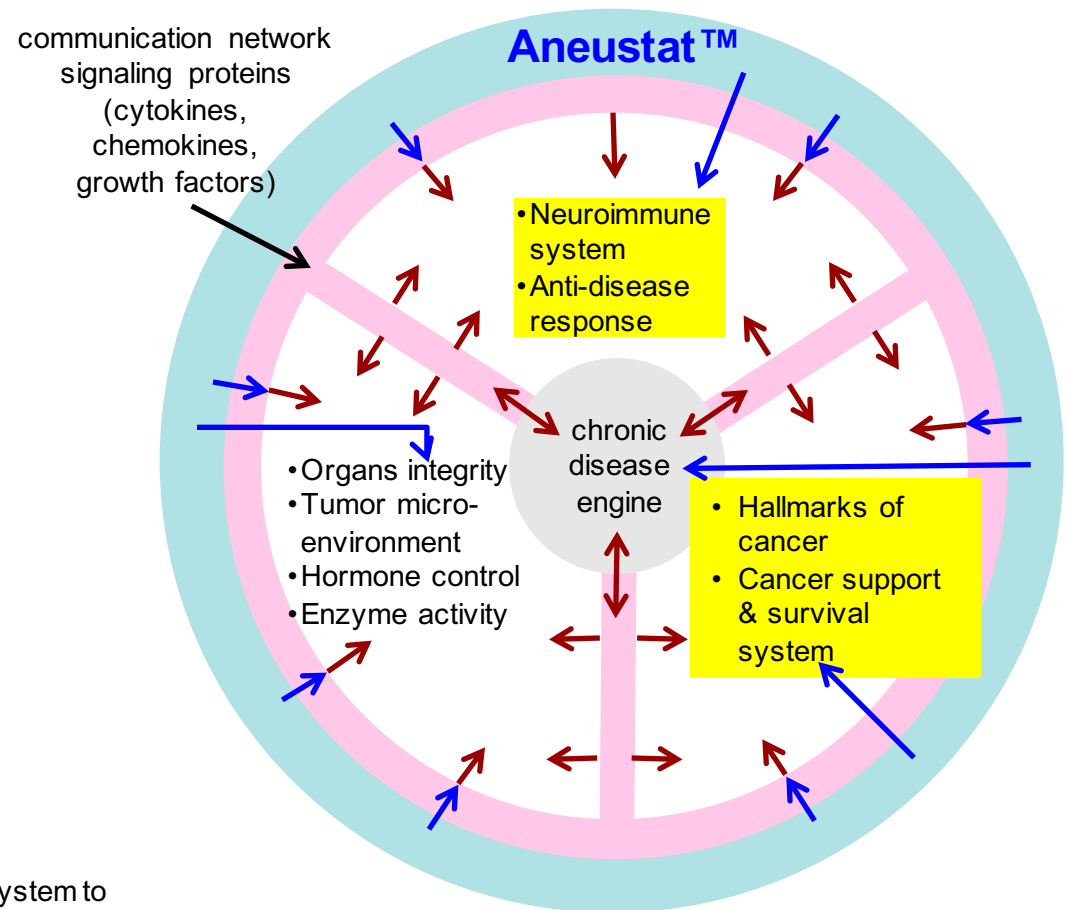 communication network
signaling proteins
(cytokines,
chemokines,
growth factors)
Aneustat™
•Neuroimmune
system
•Anti-disease
response
chronic
disease
engine
•Organs integrity
•Tumor micro-
environment
•Hormone control
•Enzyme activity
• Hallmarks of
cancer
• Cancer support
& survival
system
ystem to